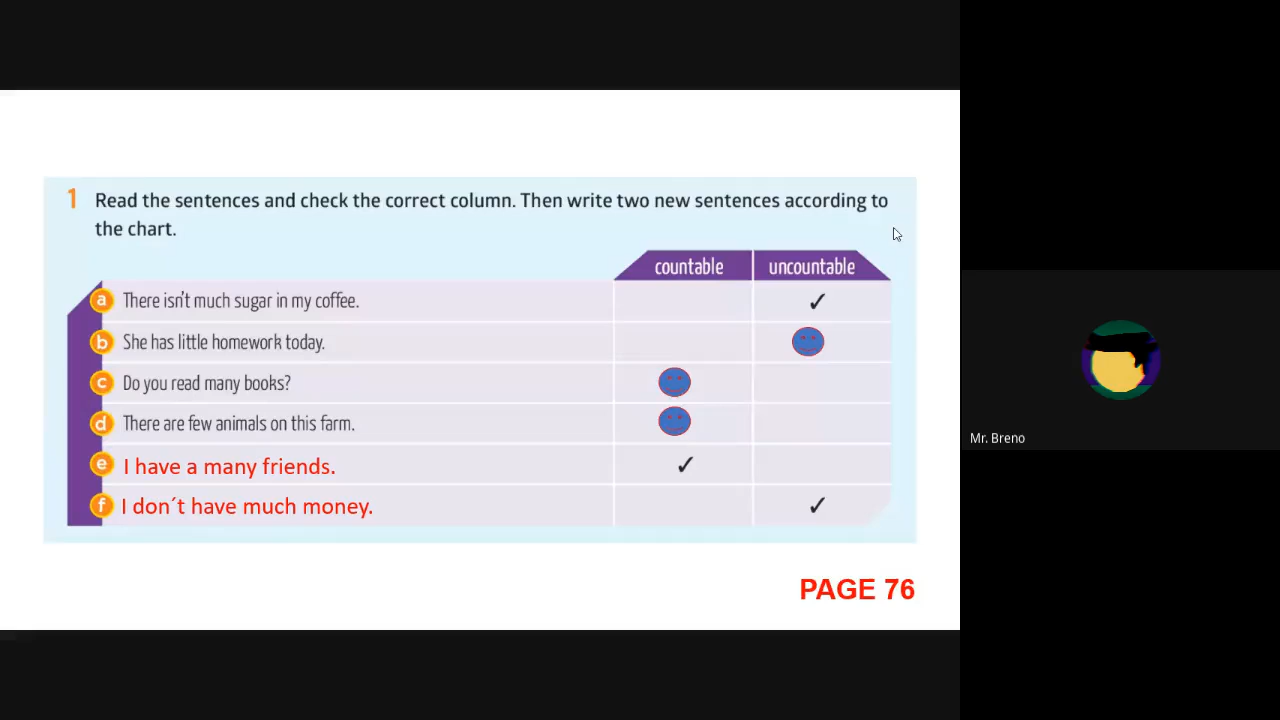 1 Read the sentences and check the correct column. Then write two new sentences according to
the chart.
countable uncountable
a There isn't much sugar in my coffee. ✓
b She has little homework today.
c Do you read many books?
d There are few animals on this farm.
e I have a many friends. ✓
f I don´t have much money. ✓
PAGE 76
Mr. Breno